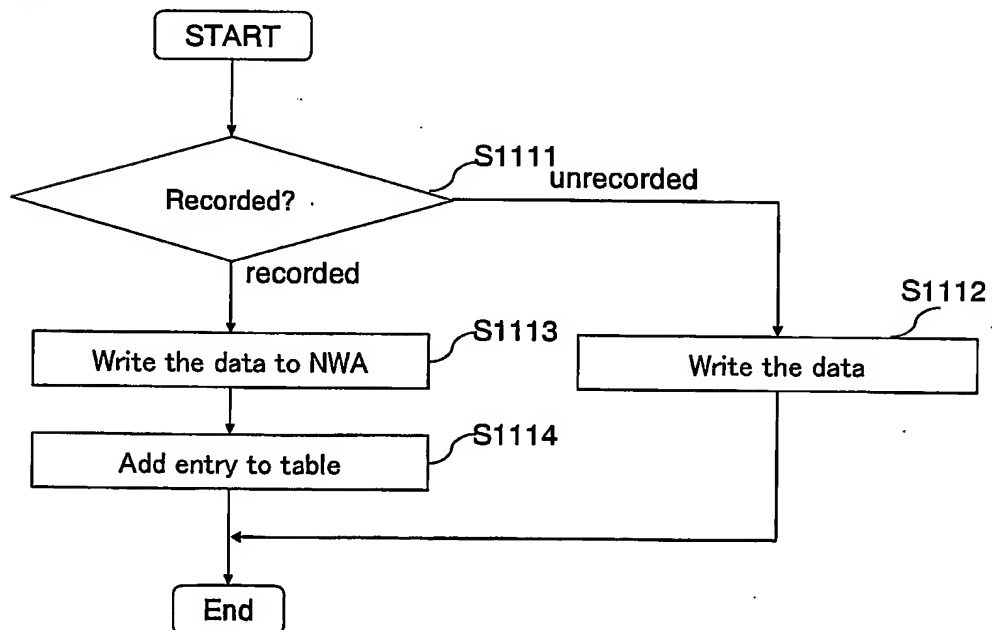 START
S1111
Recorded?
unrecorded
recorded
S1112
S1113
Write the data to NWA
Write the data
S1114
Add entry to table
End